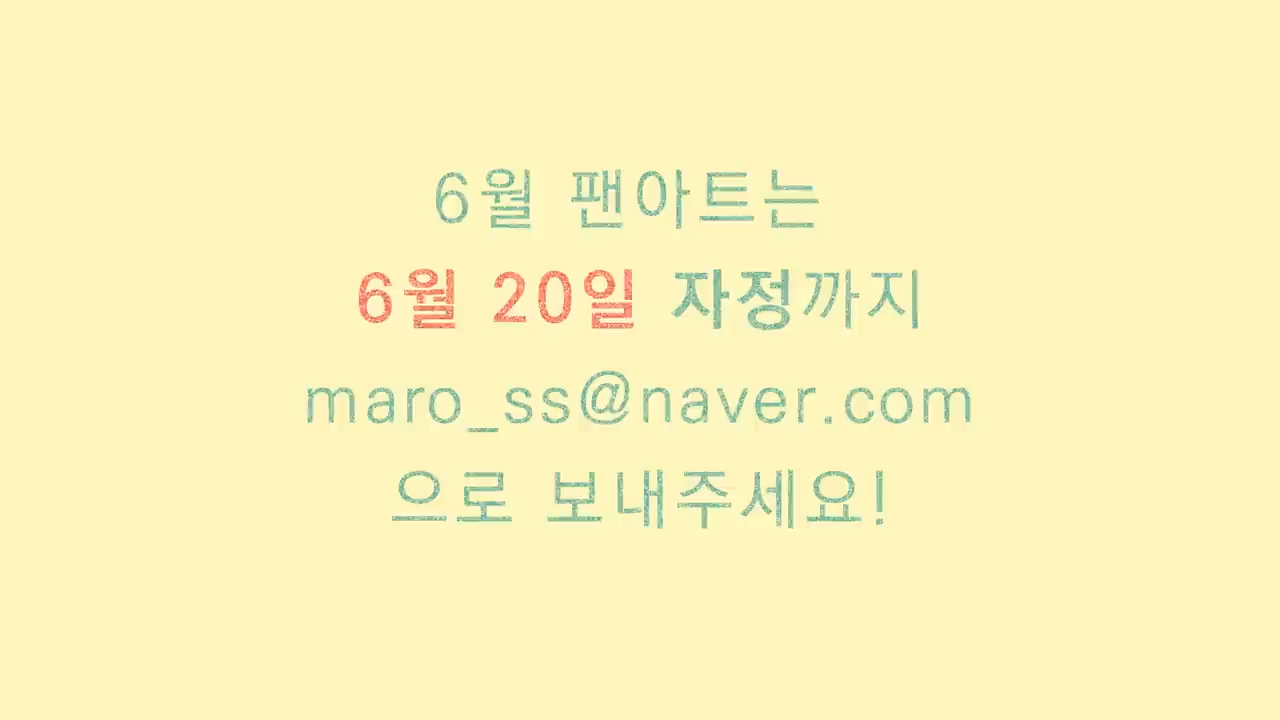 6월 팬아트는
6월 20일 자정까지
maro_ss@naver.com
으로 보내주세요!